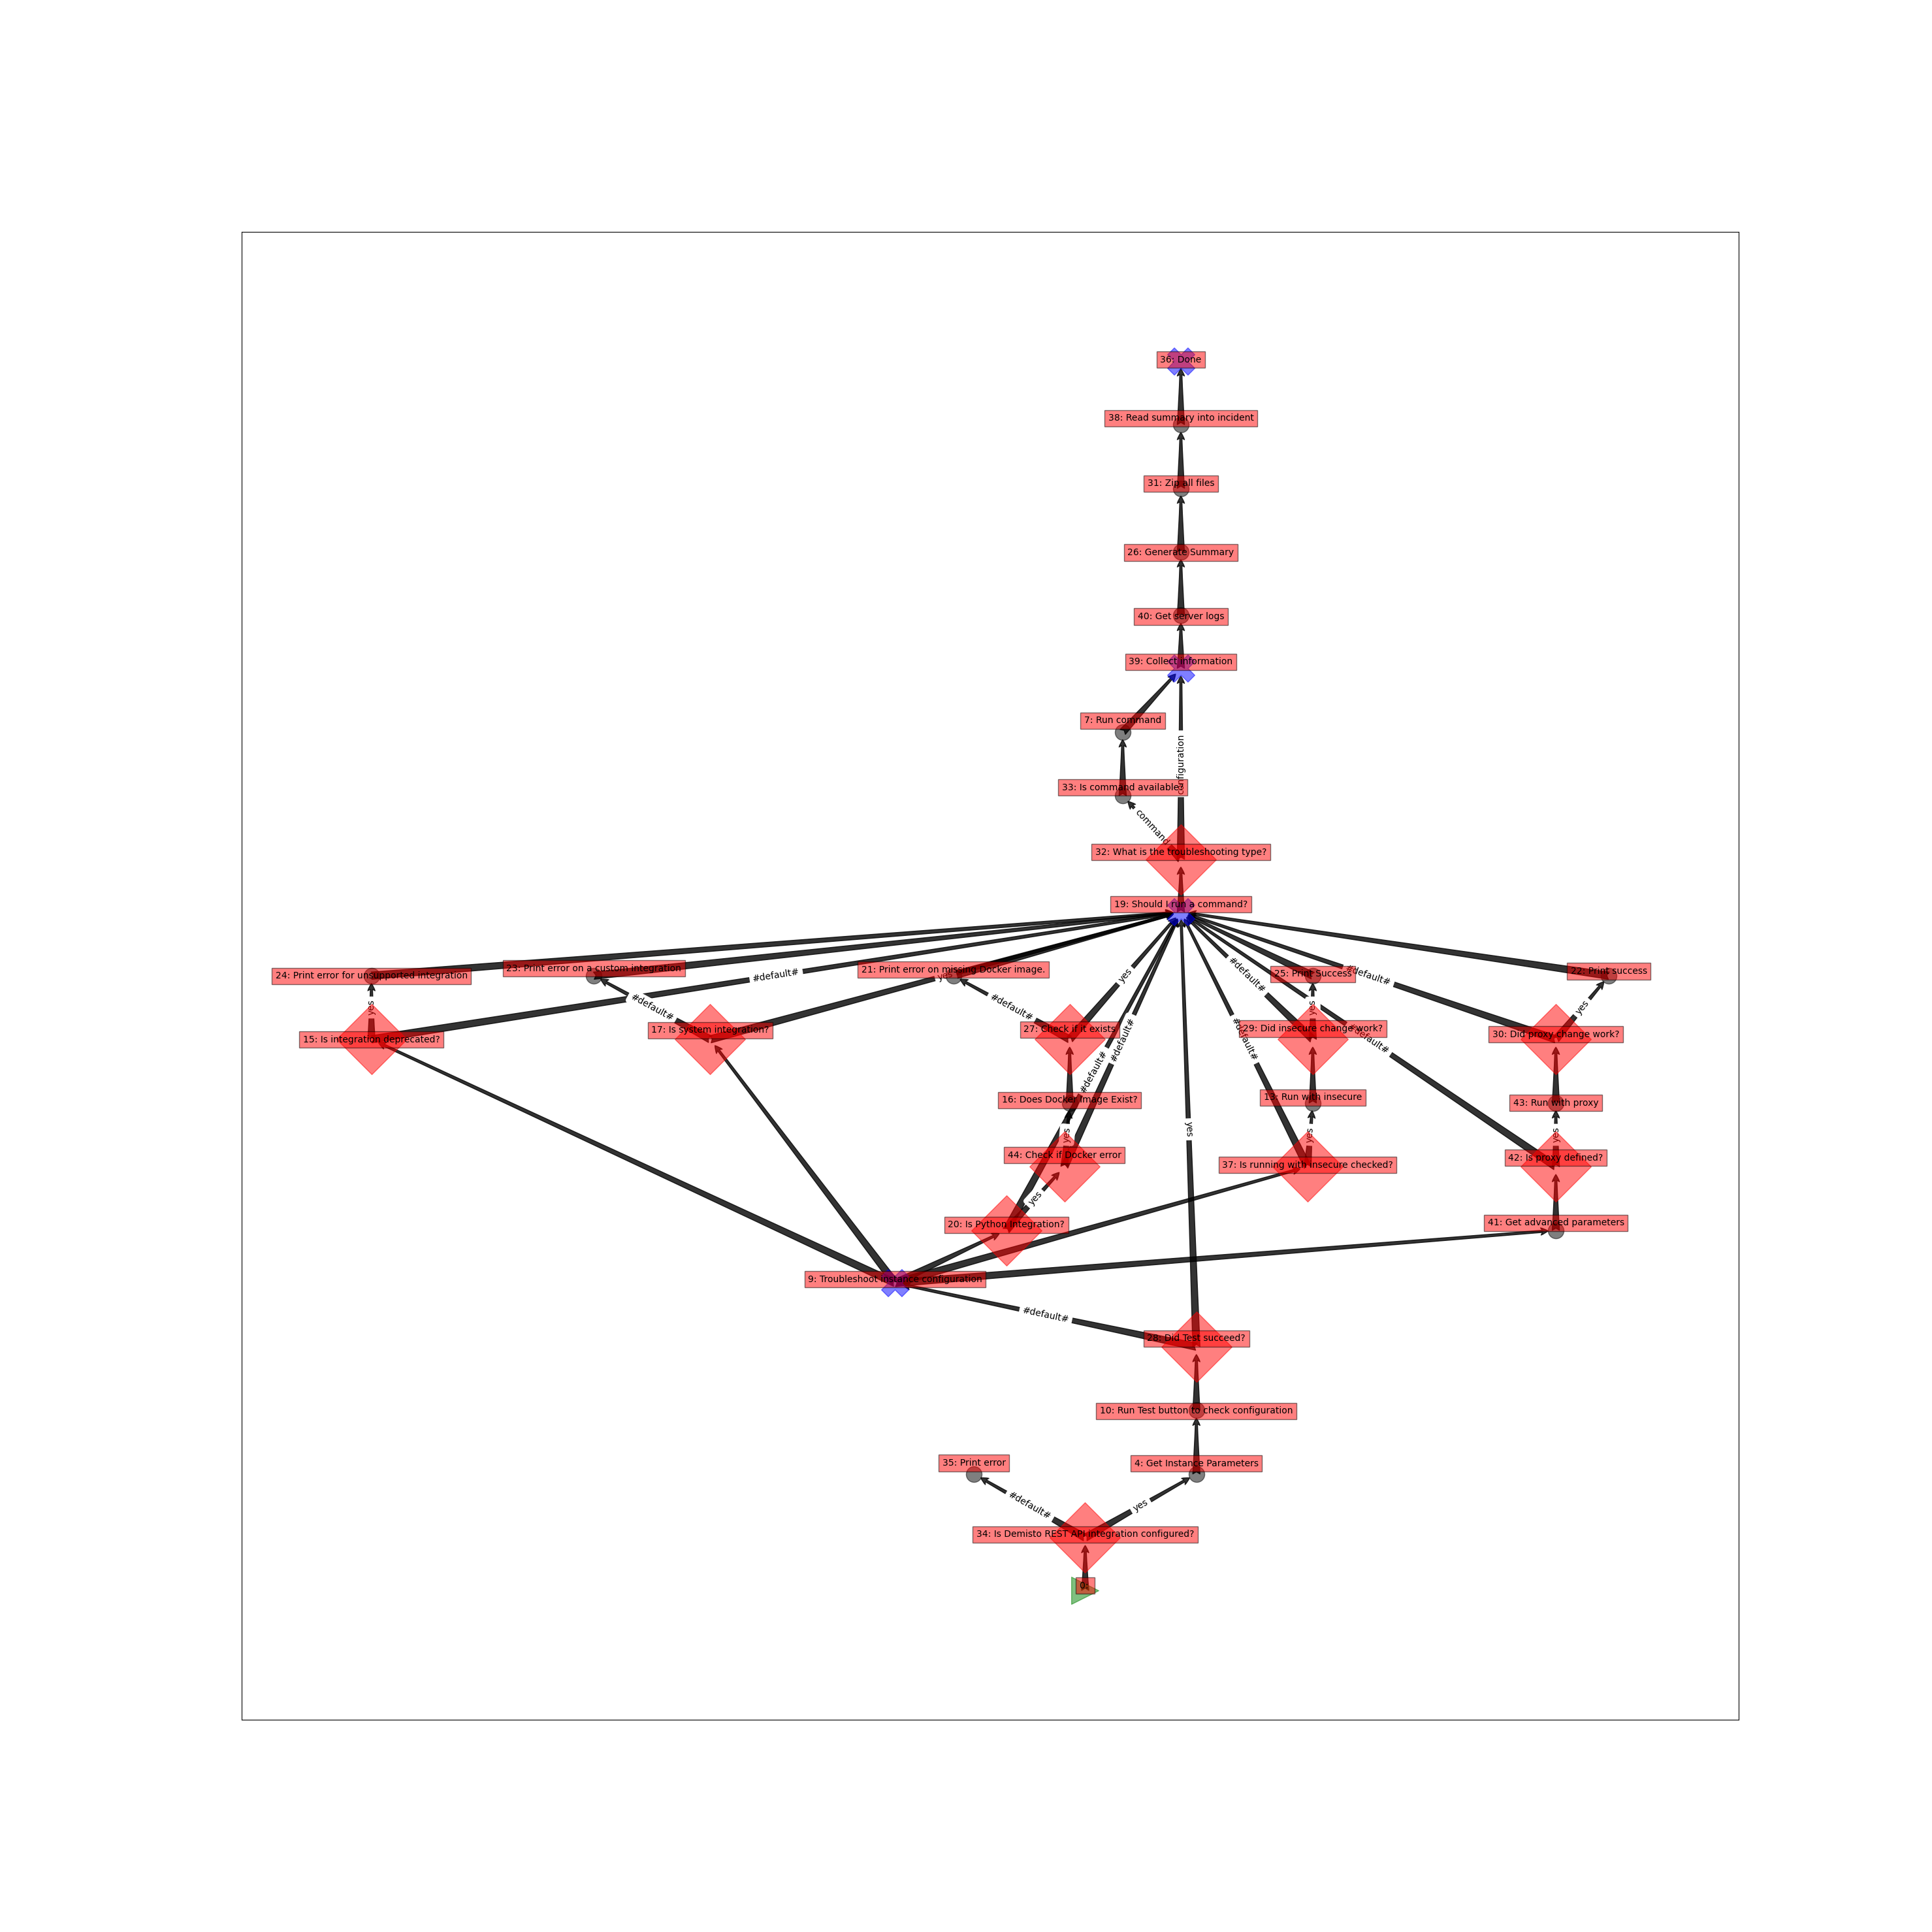 36: Done
38: Read summary into incident
31: Zip all files
26: Generate Summary
40: Get server logs
39: Collect information
7: Run command
configuration
33: Is command available?
command
32: What is the troubleshooting type?
19: Should I run a command?
24: Print error for unsupported integration
23: Print error on a custom integration
21: Print error on missing Docker image.
25: Print Success
22: Print success
#default#
yes
yes
#default#
#default#
yes
#default#
#default#
yes
yes
15: Is integration deprecated?
17: Is system integration?
27: Check if it exists
29: Did insecure change work?
30: Did proxy change work?
#default#
#default#
#default#
#default#
16: Does Docker Image Exist?
13: Run with insecure
43: Run with proxy
yes
yes
yes
yes
44: Check if Docker error
37: Is running with insecure checked?
42: Is proxy defined?
yes
20: Is Python integration?
41: Get advanced parameters
9: Troubleshoot instance configuration
#default#
28: Did Test succeed?
10: Run Test button to check configuration
35: Print error
4: Get Instance Parameters
#default#
yes
34: Is Demisto REST API integration configured?
0: